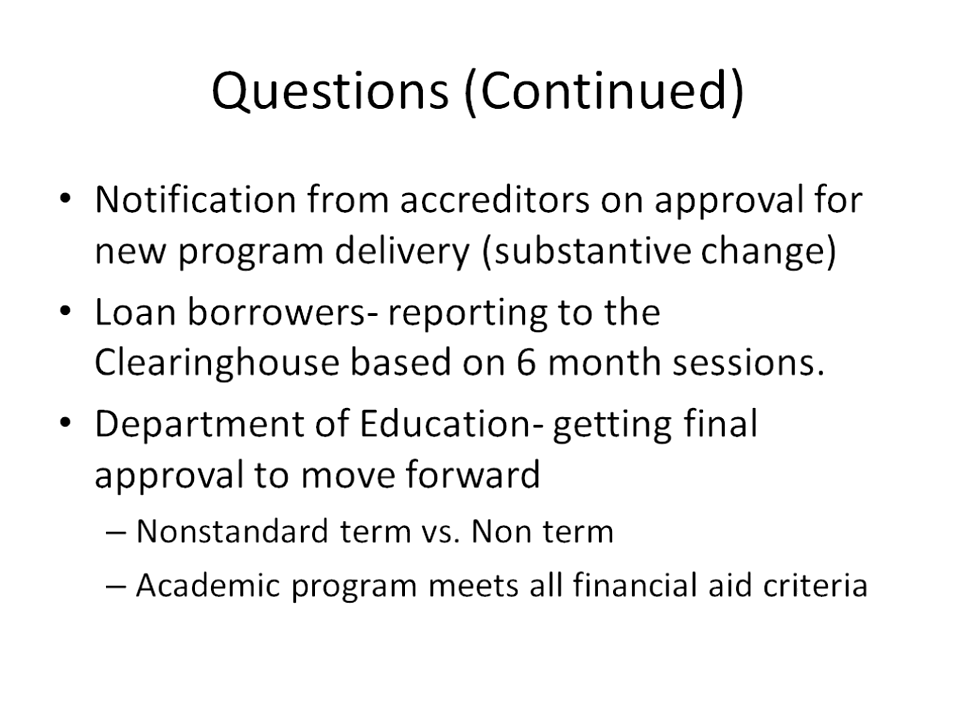 Questions (Continued)
• Notification from accreditors on approval for
new program delivery (substantive change)
• Loan borrowers- reporting to the
Clearinghouse based on 6 month sessions.
• Department of Education- getting final
approval to move forward
– Nonstandard term vs. Non term
– Academic program meets all financial aid criteria